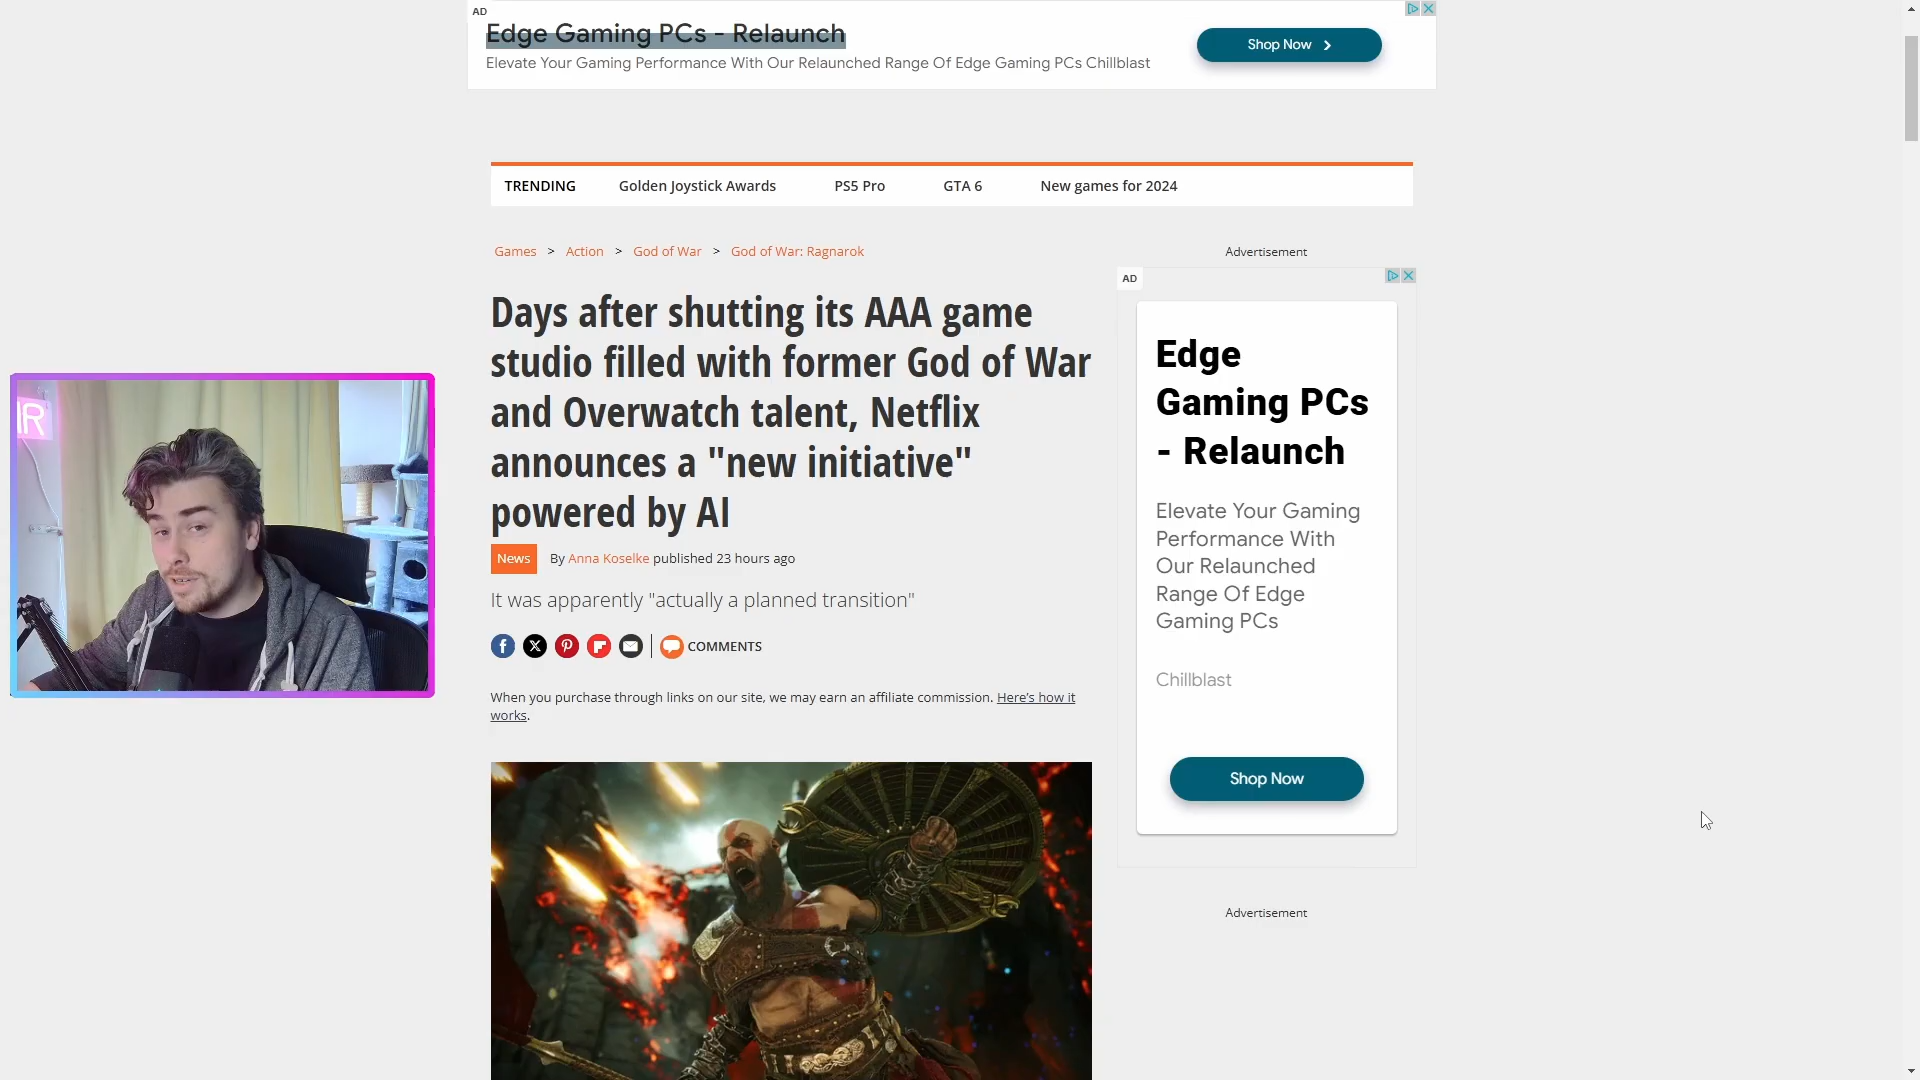 AD
Edge Gaming PCs - Relaunch
Elevate Your Gaming Performance With Our Relaunched Range Of Edge Gaming PCs Chillblast
Shop Now
TRENDING Golden Joystick Awards PS5 Pro GTA 6 New games for 2024
Games > Action > God of War > God of War: Ragnarok
Days after shutting its AAA game
studio filled with former God of War
and Overwatch talent, Netflix
announces a "new initiative"
powered by AI
News By Anna Koselke published 23 hours ago
It was apparently "actually a planned transition"
COMMENTS
When you purchase through links on our site, we may earn an affiliate commission. Here's how it
works.
Advertisement
AD
Edge
Gaming PCs
- Relaunch
Elevate Your Gaming
Performance With
Our Relaunched
Range Of Edge
Gaming PCs
Chillblast
Shop Now
Advertisement